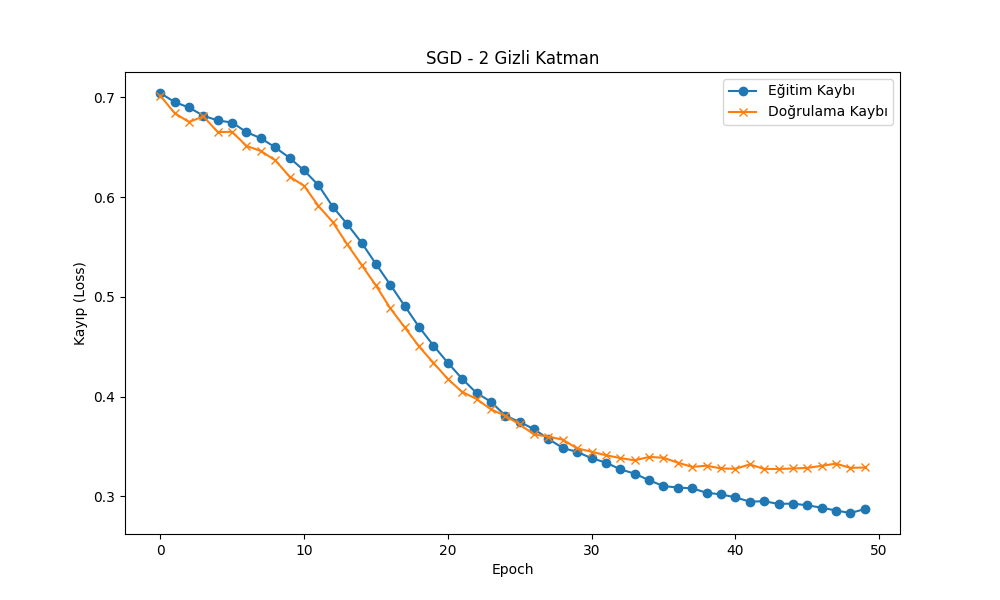 SGD - 2 Gizli Katman
Eğitim Kaybı
Doğrulama Kaybı
Kayıp (Loss)
0.7
0.6
0.5
0.4
0.3
0 10 20 30 40 50
Epoch